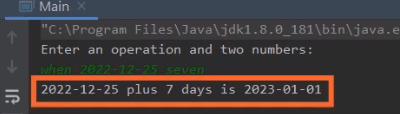 Main
"C:\Program Files\Java\jdk1.8.0_181\bin\java.e
Enter an operation and two numbers:
when 2022-12-25 seven
2022-12-25 plus 7 days is 2023-01-01